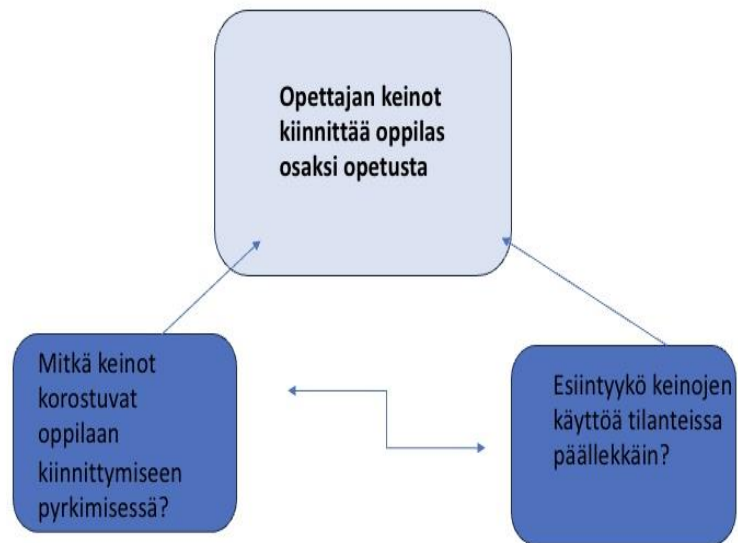 Opettajan keinot
kiinnittää oppilas
osaksi opetusta
Mitkä keinot
korostuvat
oppilaan
kiinnittymiseen
pyrkimisessä?
Esiintyykö keinojen
käyttöä tilanteissa
päällekkäin?